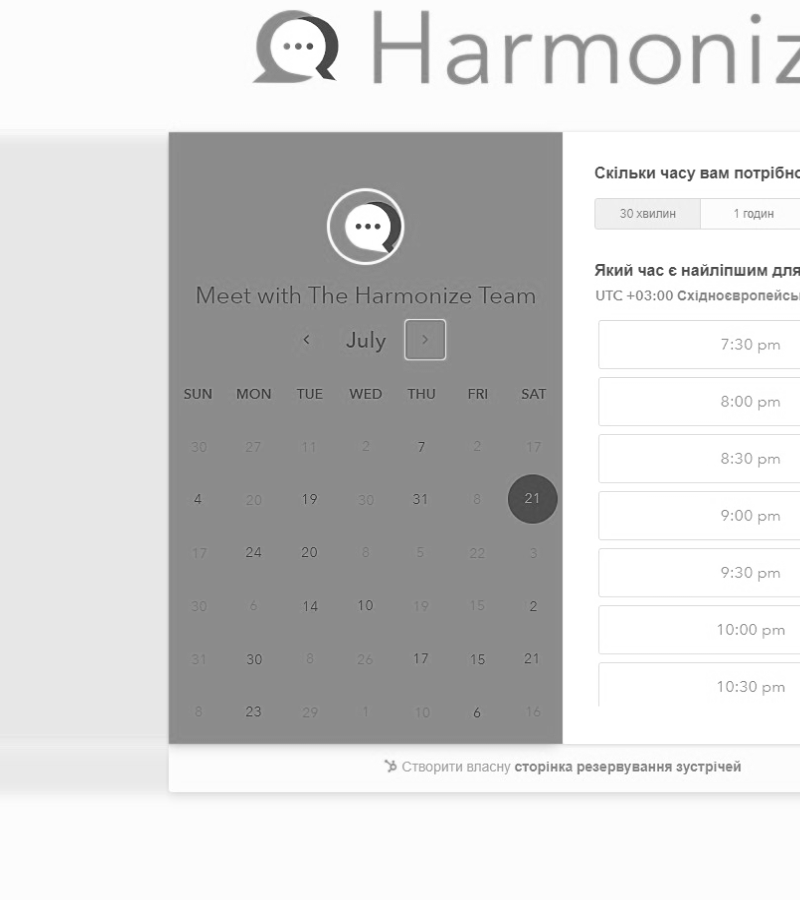 Harmoniz
Meet with The Harmonize Team
July
SUN MON TUE WED THU FRI SAT
30 27 11 2 7 2 17
4 20 19 30 31 8 21
17 24 20 8 5 22 3
30 6 14 10 19 15 2
31 30 8 26 17 15 21
8 23 29 1 10 6 16
Скільки часу вам потрібно
30 хвилин 1 годин
Який час є найліпшим для
UTC +03:00 Східноєвропейсь
7:30 pm
8:00 pm
8:30 pm
9:00 pm
9:30 pm
10:00 pm
10:30 pm
Створити власну сторінка резервування зустрічей